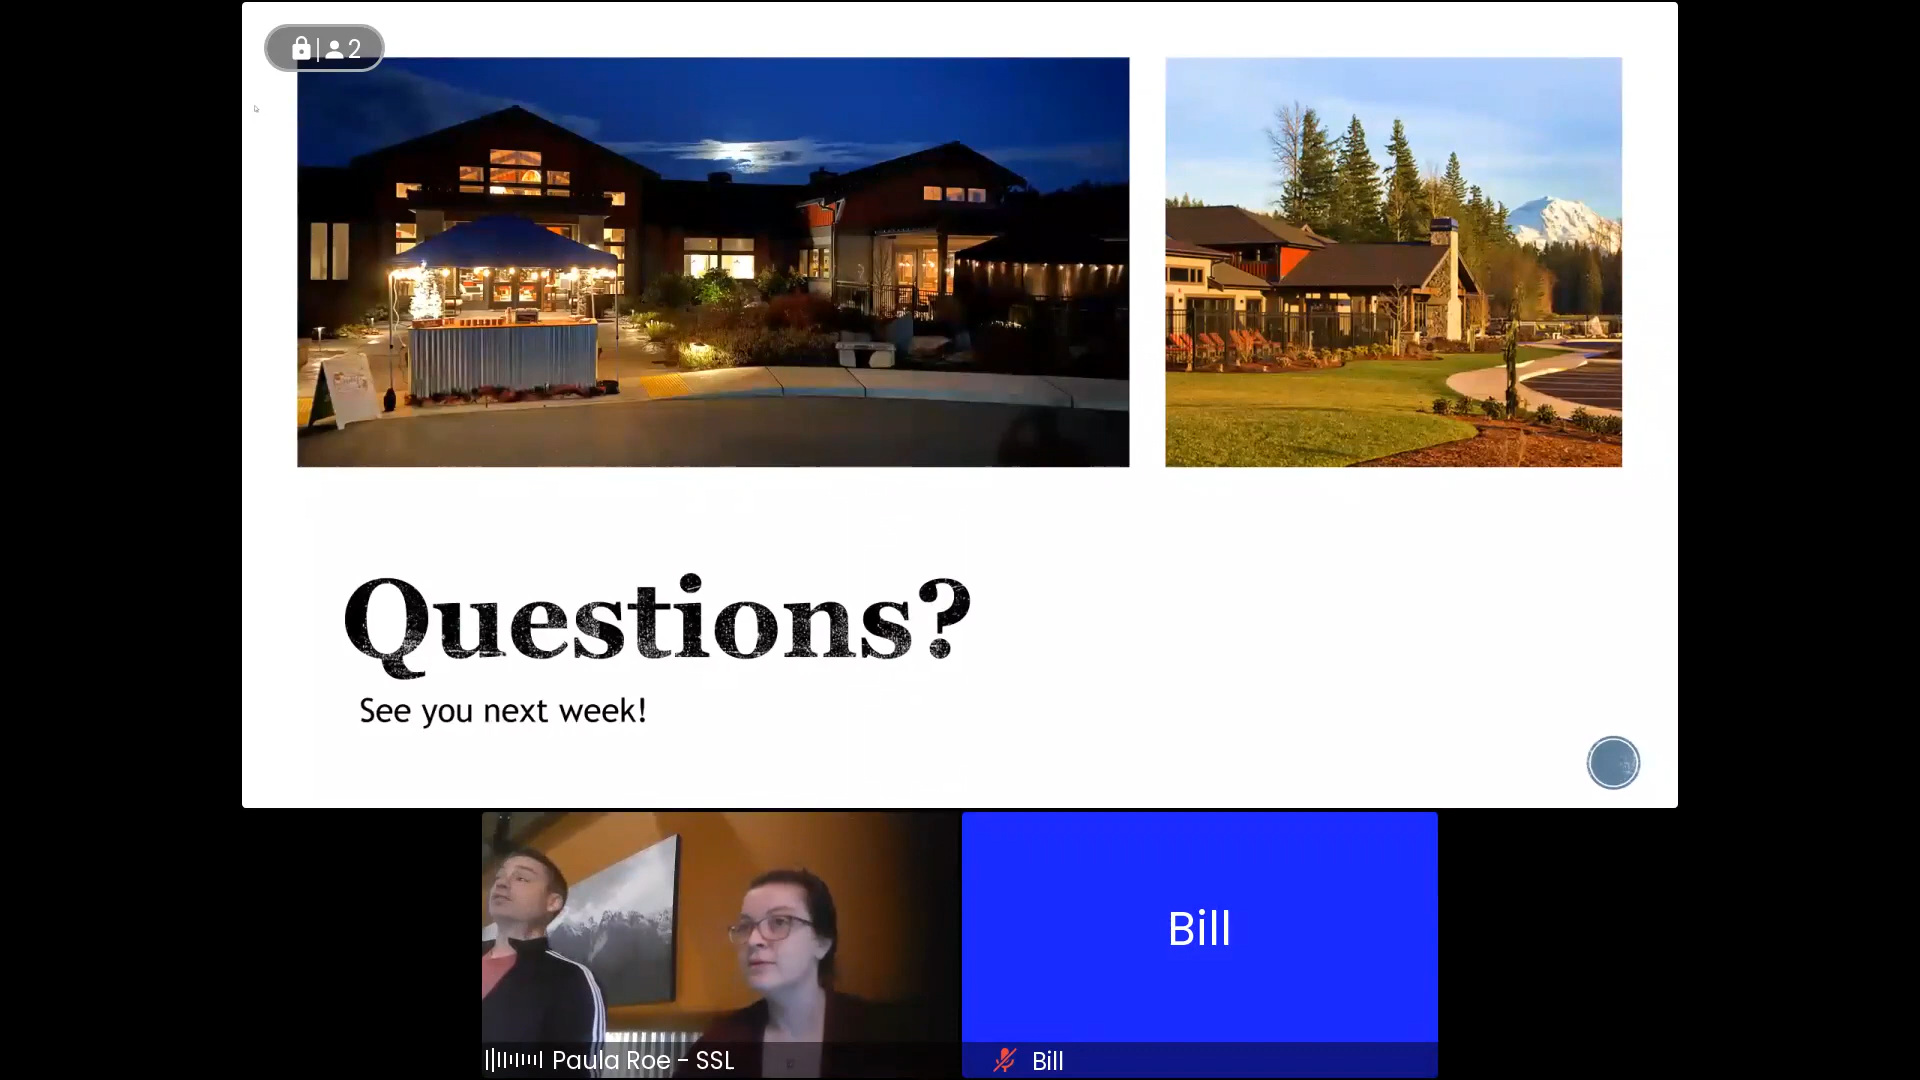 2
Questions?
See you next week!
Bill
Paula Roe - SSL
Bill